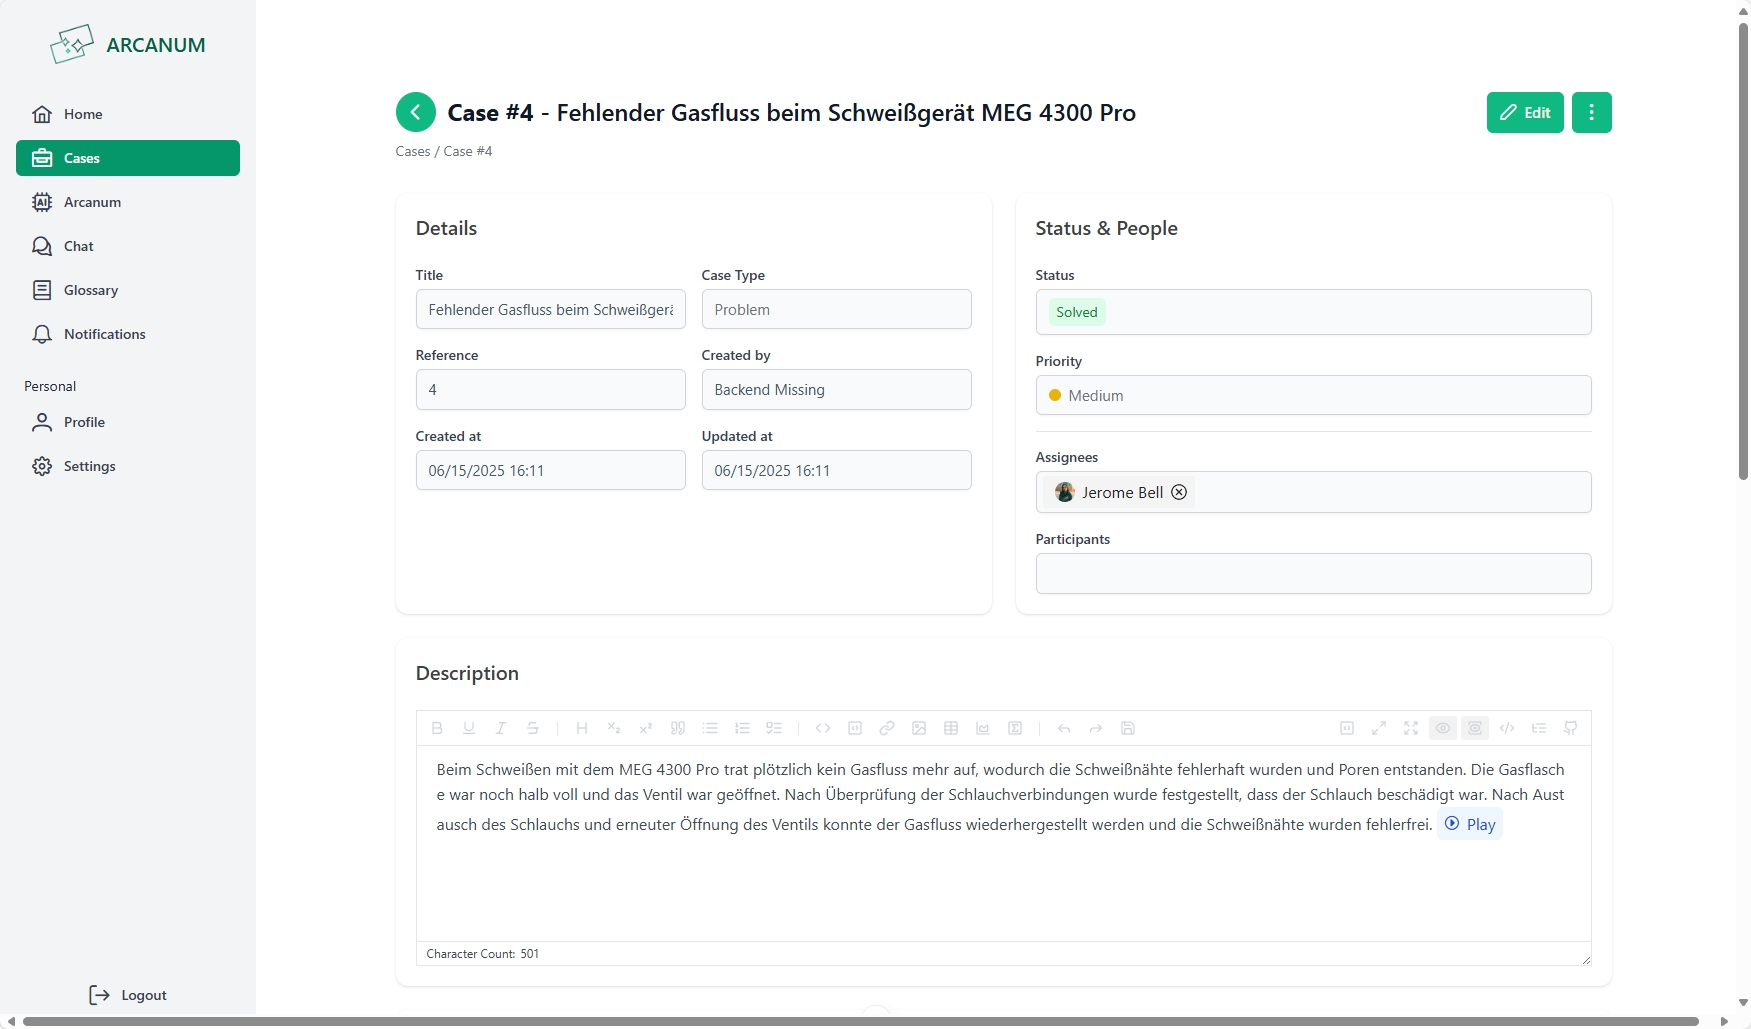 ARCANUM
Home
Cases
Arcanum
Chat
Glossary
Notifications
Personal
Profile
Settings
Logout
Case #4 - Fehlender Gasfluss beim Schweißgerät MEG 4300 Pro
Edit
Cases / Case #4
Details
Title
Case Type
Fehlender Gasfluss beim Schweißgerä
Problem
Reference
Created by
4
Backend Missing
Created at
Updated at
06/15/2025 16:11
06/15/2025 16:11
Status & People
Status
Solved
Priority
Medium
Assignees
Jerome Bell
Participants
Description
Beim Schweißen mit dem MEG 4300 Pro trat plötzlich kein Gasfluss mehr auf, wodurch die Schweißnähte fehlerhaft wurden und Poren entstanden. Die Gasflasch
e war noch halb voll und das Ventil war geöffnet. Nach Überprüfung der Schlauchverbindungen wurde festgestellt, dass der Schlauch beschädigt war. Nach Aust
ausch des Schlauchs und erneuter Öffnung des Ventils konnte der Gasfluss wiederhergestellt werden und die Schweißnähte wurden fehlerfrei. Play
Character Count: 501